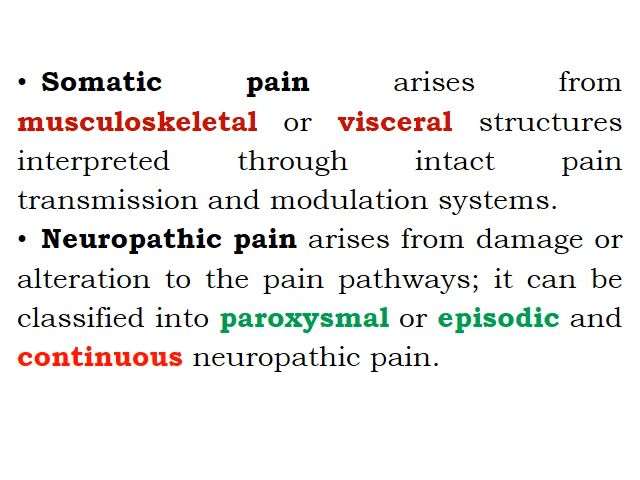 • Somatic pain arises from
musculoskeletal or visceral structures
interpreted through intact pain
transmission and modulation systems.
• Neuropathic pain arises from damage or
alteration to the pain pathways; it can be
classified into paroxysmal or episodic and
continuous neuropathic pain.